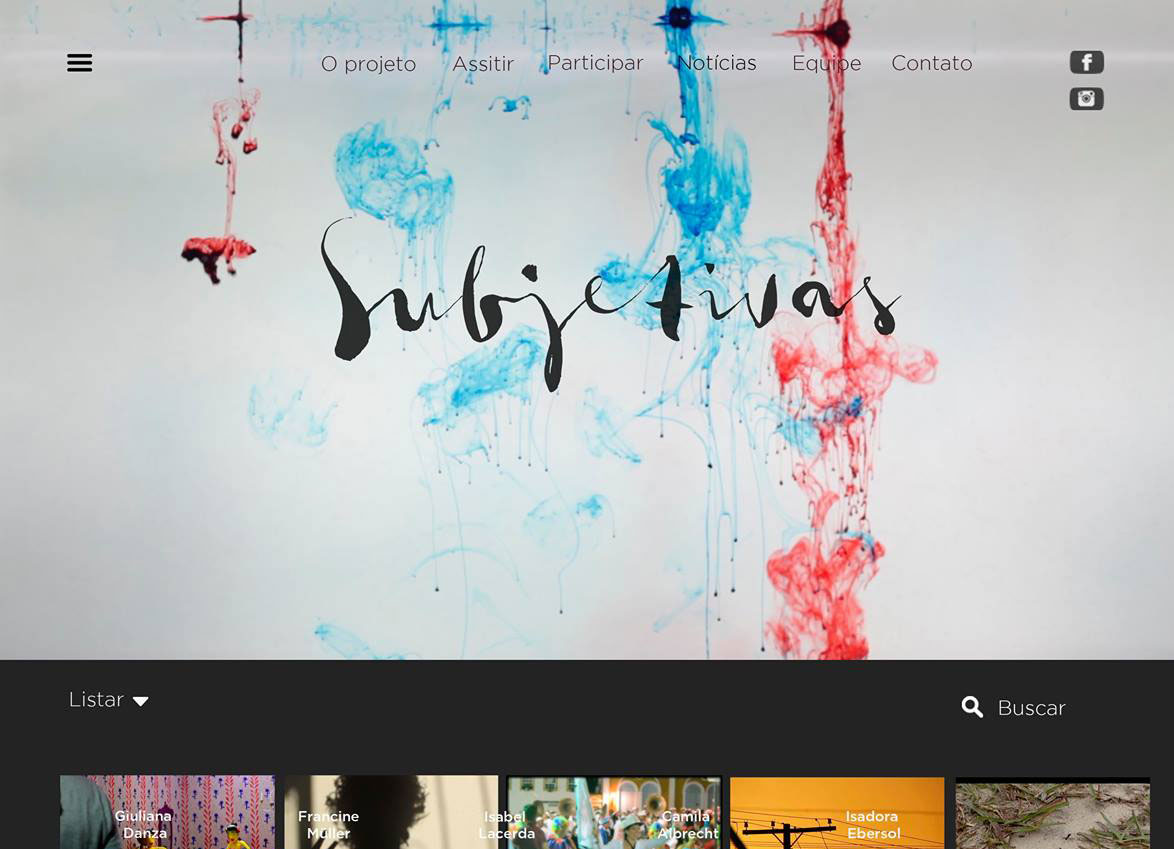 O projeto Assitir Participar Notícias Equipe Contato
Subjetivas
Listar
Buscar
Giuliana
Danza
Francine
Müller
Isabel
Lacerda
Camila
Albrecht
Isadora
Ebersol